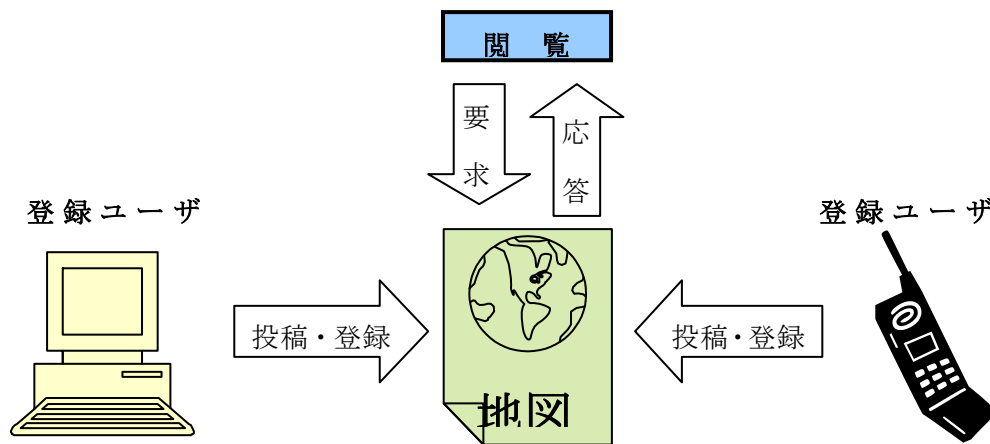 閲 覧
要求
応答
登録ユーザ
登録ユーザ
投稿・登録
投稿・登録
地図